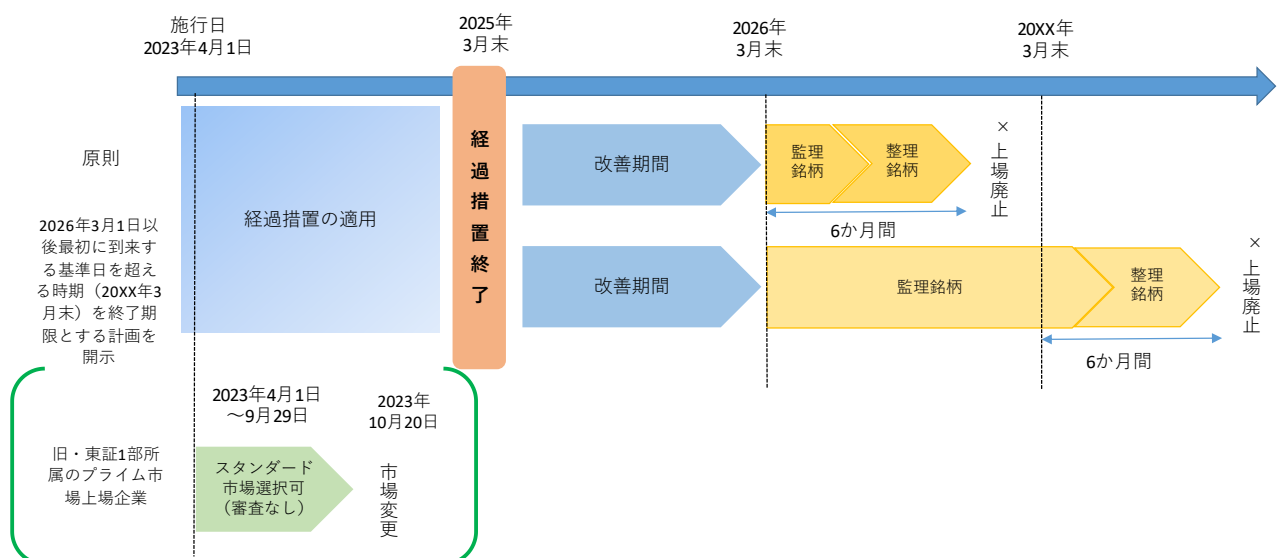 施行日
2023年4月1日
2025年
3月末
2026年
3月末
20XX年
3月末
原則
経過措置の適用
経過措置終了
改善期間
監理
銘柄
整理
銘柄
×上場廃止
6か月間
2026年3月1日以
後最初に到来す
る基準日を超え
る時期（20XX年3
月末）を終了期
限とする計画を
開示
改善期間
監理銘柄
整理
銘柄
×上場廃止
6か月間
2023年4月1日
～9月29日
2023年
10月20日
旧・東証1部所
属のプライム市
場上場企業
スタンダード
市場選択可
（審査なし）
市場変更